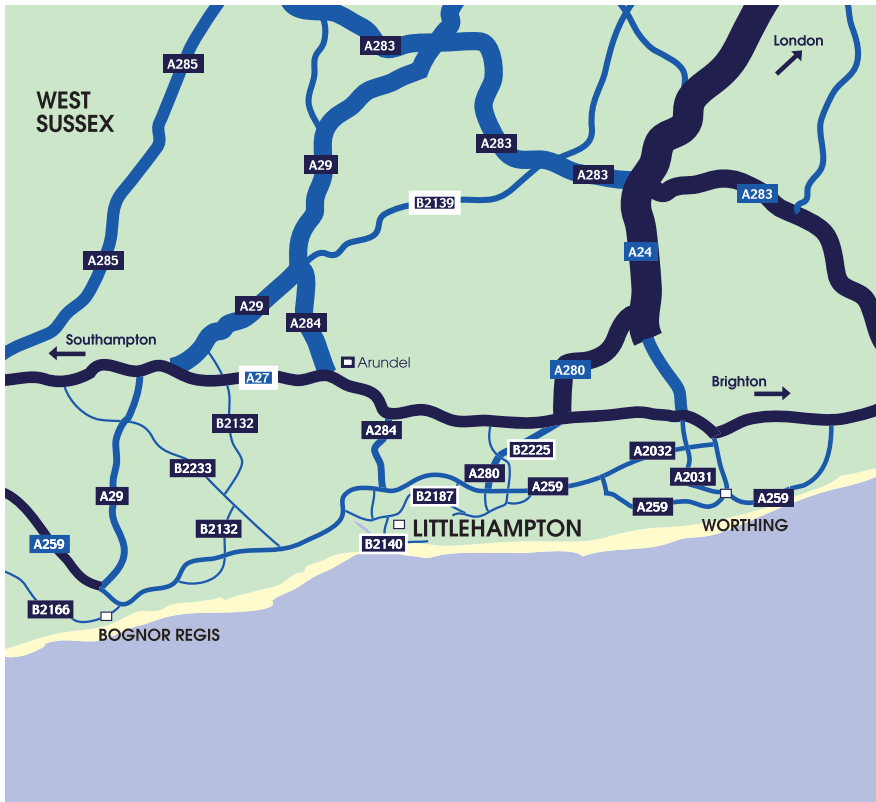 London
A283
A285
WEST
SUSSEX
A283
A29
A283
A283
B2139
A24
A285
A29
A284
Southampton
Arundel
A280
A27
Brighton
B2132
A284
B2225
A2032
B2233
A280
A2031
A29
B2187
A259
A259
A259
B2132
LITTLEHAMPTON
WORTHING
A259
B2140
B2166
BOGNOR REGIS